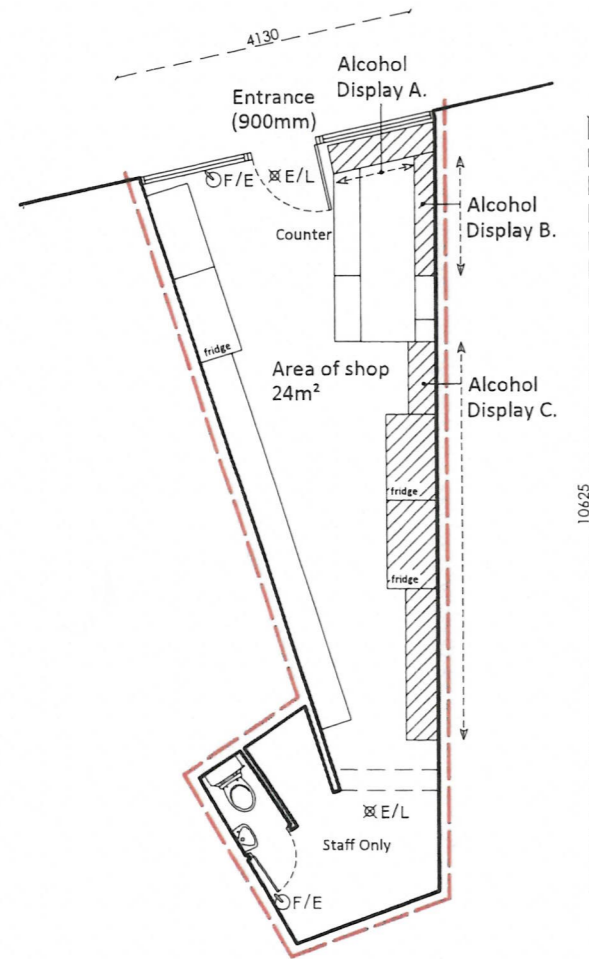 4130
Alcohol
Display A.
Entrance
(900mm)
F/E
E/L
Counter
Alcohol
Display B.
fridge
Area of shop
24m²
Alcohol
Display C.
fridge
10625
fridge
E/L
Staff Only
F/E